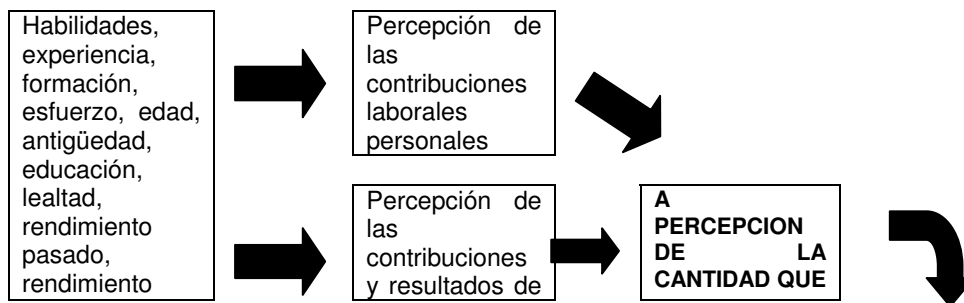 Habilidades,
experiencia,
formación,
esfuerzo, edad,
antigüedad,
educación,
lealtad,
rendimiento
pasado,
rendimiento
Percepción de
las
contribuciones
laborales
personales
Percepción de
las
contribuciones
y resultados de
A
PERCEPCION
DE LA
CANTIDAD QUE